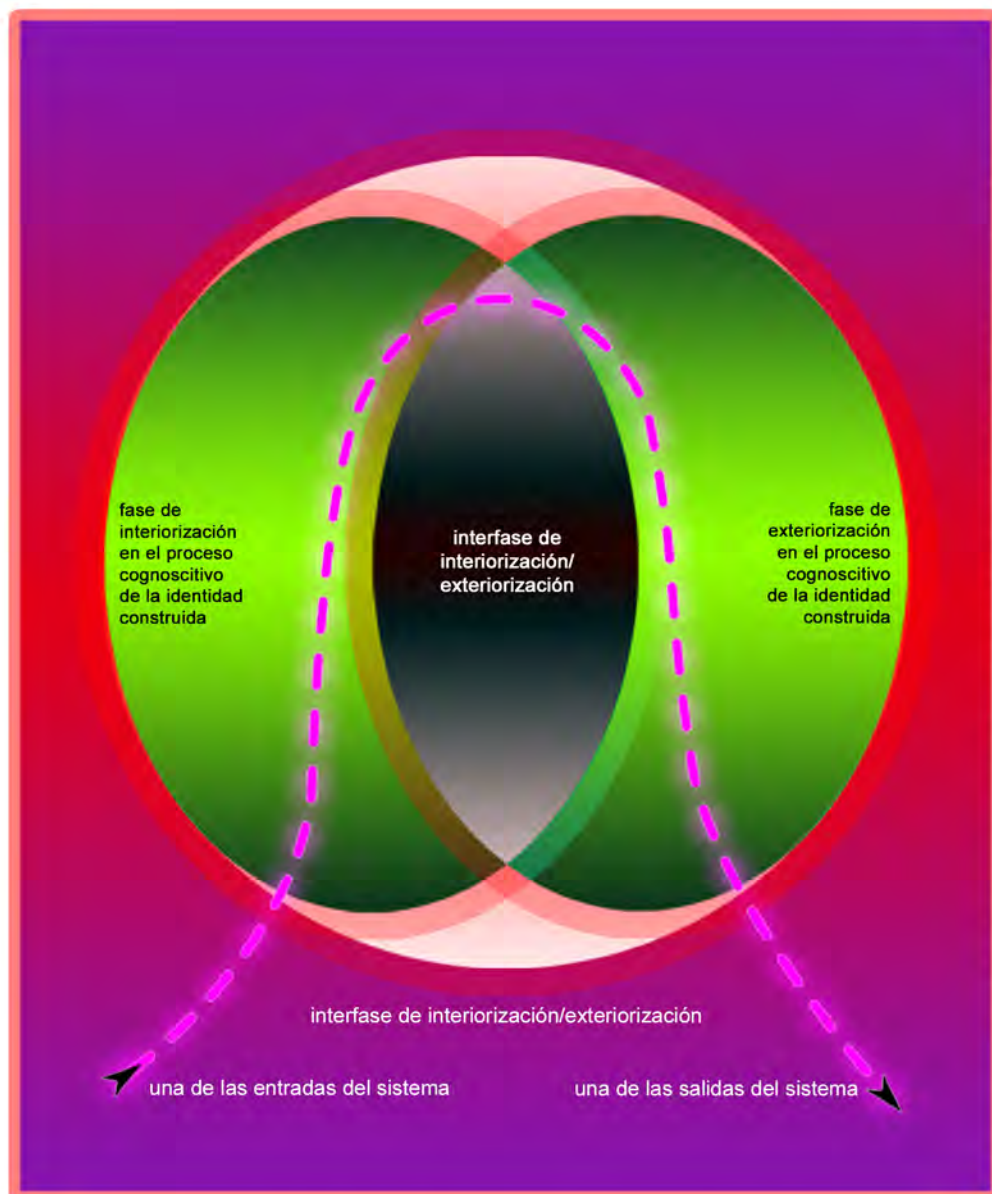 fase de
interiorización
en el proceso
cognoscitivo
de la identidad
construida
interfase de
interiorización/
exteriorización
fase de
exteriorización
en el proceso
cognoscitivo
de la identidad
construida
interfase de interiorización/exteriorización
una de las entradas del sistema
una de las salidas del sistema